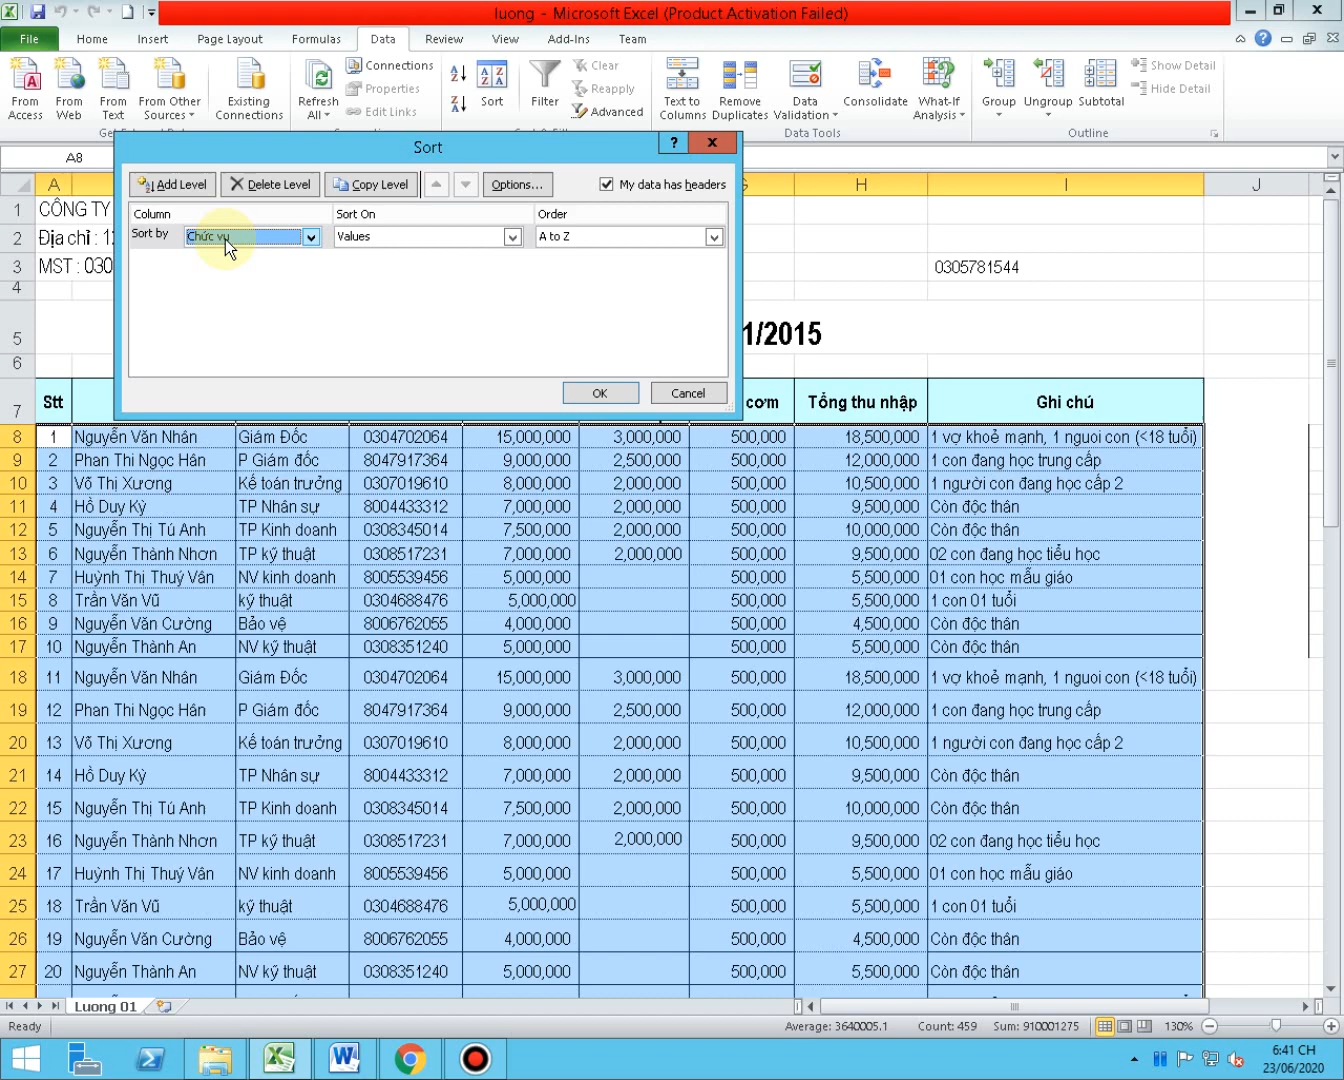 luong - Microsoft Excel (Product Activation Failed)
File Home Insert Page Layout Formulas Data Review View Add-Ins Team
From Access From Web From Text From Other Sources Existing Connections Refresh All Connections Properties Edit Links Sort Filter Clear Reapply Advanced Text to Columns Remove Duplicates Data Validation Consolidate What-If Analysis Group Ungroup Subtotal Show Detail Hide Detail
Data Tools Outline
A8
Sort
Add Level Delete Level Copy Level Options... My data has headers
Column Sort On Order
Sort by Chức vụ Values A to Z
OK Cancel
A H I J
1 CÔNG TY
2 Địa chỉ : 1
3 MST : 030 0305781544
4
5 1/2015
6
7 Stt cơm Tổng thu nhập Ghi chú
8 1 Nguyễn Văn Nhân Giám Đốc 0304702064 15,000,000 3,000,000 500,000 18,500,000 1 vợ khoẻ mạnh, 1 nguoi con (<18 tuổi)
9 2 Phan Thi Ngọc Hân P Giám đốc 8047917364 9,000,000 2,500,000 500,000 12,000,000 1 con đang học trung cấp
10 3 Võ Thị Xương Kế toán trưởng 0307019610 8,000,000 2,000,000 500,000 10,500,000 1 người con đang học cấp 2
11 4 Hồ Duy Kỳ TP Nhân sự 8004433312 7,000,000 2,000,000 500,000 9,500,000 Còn độc thân
12 5 Nguyễn Thị Tú Anh TP Kinh doanh 0308345014 7,500,000 2,000,000 500,000 10,000,000 Còn độc thân
13 6 Nguyễn Thành Nhơn TP kỹ thuật 0308517231 7,000,000 2,000,000 500,000 9,500,000 02 con đang học tiểu học
14 7 Huỳnh Thị Thuý Vân NV kinh doanh 8005539456 5,000,000 500,000 5,500,000 01 con học mẫu giáo
15 8 Trần Văn Vũ kỹ thuật 0304688476 5,000,000 500,000 5,500,000 1 con 01 tuổi
16 9 Nguyễn Văn Cường Bảo vệ 8006762055 4,000,000 500,000 4,500,000 Còn độc thân
17 10 Nguyễn Thành An NV kỹ thuật 0308351240 5,000,000 500,000 5,500,000 Còn độc thân
18 11 Nguyễn Văn Nhân Giám Đốc 0304702064 15,000,000 3,000,000 500,000 18,500,000 1 vợ khoẻ mạnh, 1 nguoi con (<18 tuổi)
19 12 Phan Thi Ngọc Hân P Giám đốc 8047917364 9,000,000 2,500,000 500,000 12,000,000 1 con đang học trung cấp
20 13 Võ Thị Xương Kế toán trưởng 0307019610 8,000,000 2,000,000 500,000 10,500,000 1 người con đang học cấp 2
21 14 Hồ Duy Kỳ TP Nhân sự 8004433312 7,000,000 2,000,000 500,000 9,500,000 Còn độc thân
22 15 Nguyễn Thị Tú Anh TP Kinh doanh 0308345014 7,500,000 2,000,000 500,000 10,000,000 Còn độc thân
23 16 Nguyễn Thành Nhơn TP kỹ thuật 0308517231 7,000,000 2,000,000 500,000 9,500,000 02 con đang học tiểu học
24 17 Huỳnh Thị Thuý Vân NV kinh doanh 8005539456 5,000,000 500,000 5,500,000 01 con học mẫu giáo
25 18 Trần Văn Vũ kỹ thuật 0304688476 5,000,000 500,000 5,500,000 1 con 01 tuổi
26 19 Nguyễn Văn Cường Bảo vệ 8006762055 4,000,000 500,000 4,500,000 Còn độc thân
27 20 Nguyễn Thành An NV kỹ thuật 0308351240 5,000,000 500,000 5,500,000 Còn độc thân
Luong 01
Ready Average: 3640005.1 Count: 459 Sum: 910001275 130%
6:41 CH
23/06/2020